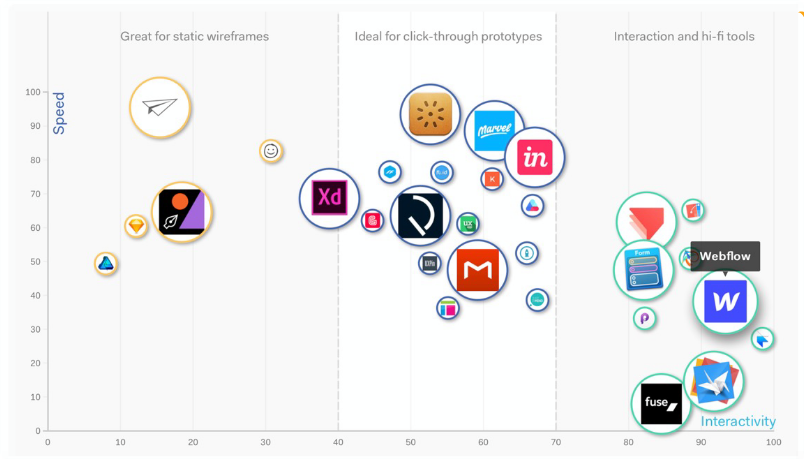 Great for static wireframes
Ideal for click-through prototypes
Interaction and hi-fi tools
Speed
100
90
80
70
60
50
40
30
20
10
0
Marvel
in
Xd
UX
Form
Webflow
W
fuse
Interactivity
0 10 20 30 40 50 60 70 80 90 100